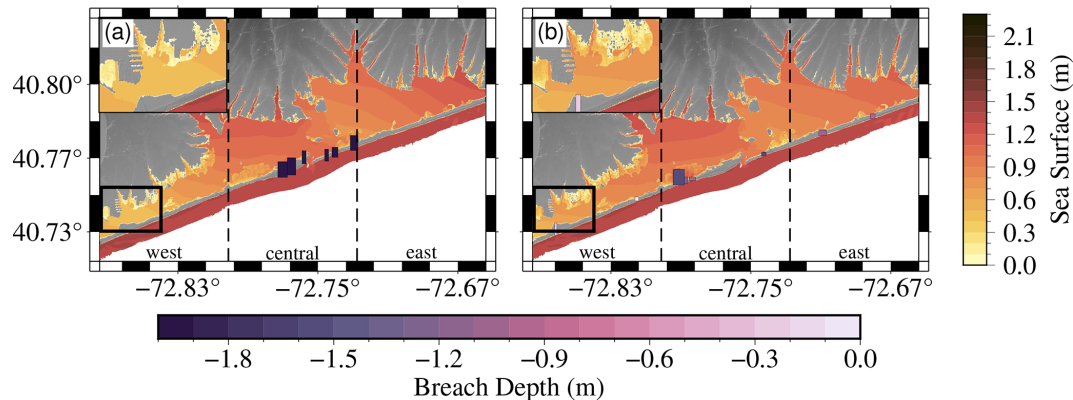 (a)
(b)
40.80°
40.77°
40.73°
west
central
east
west
central
east
−72.83°
−72.75°
−72.67°
−72.83°
−72.75°
−72.67°
2.1
1.8
1.5
1.2
0.9
0.6
0.3
0.0
Sea Surface (m)
−1.8
−1.5
−1.2
−0.9
−0.6
−0.3
0.0
Breach Depth (m)